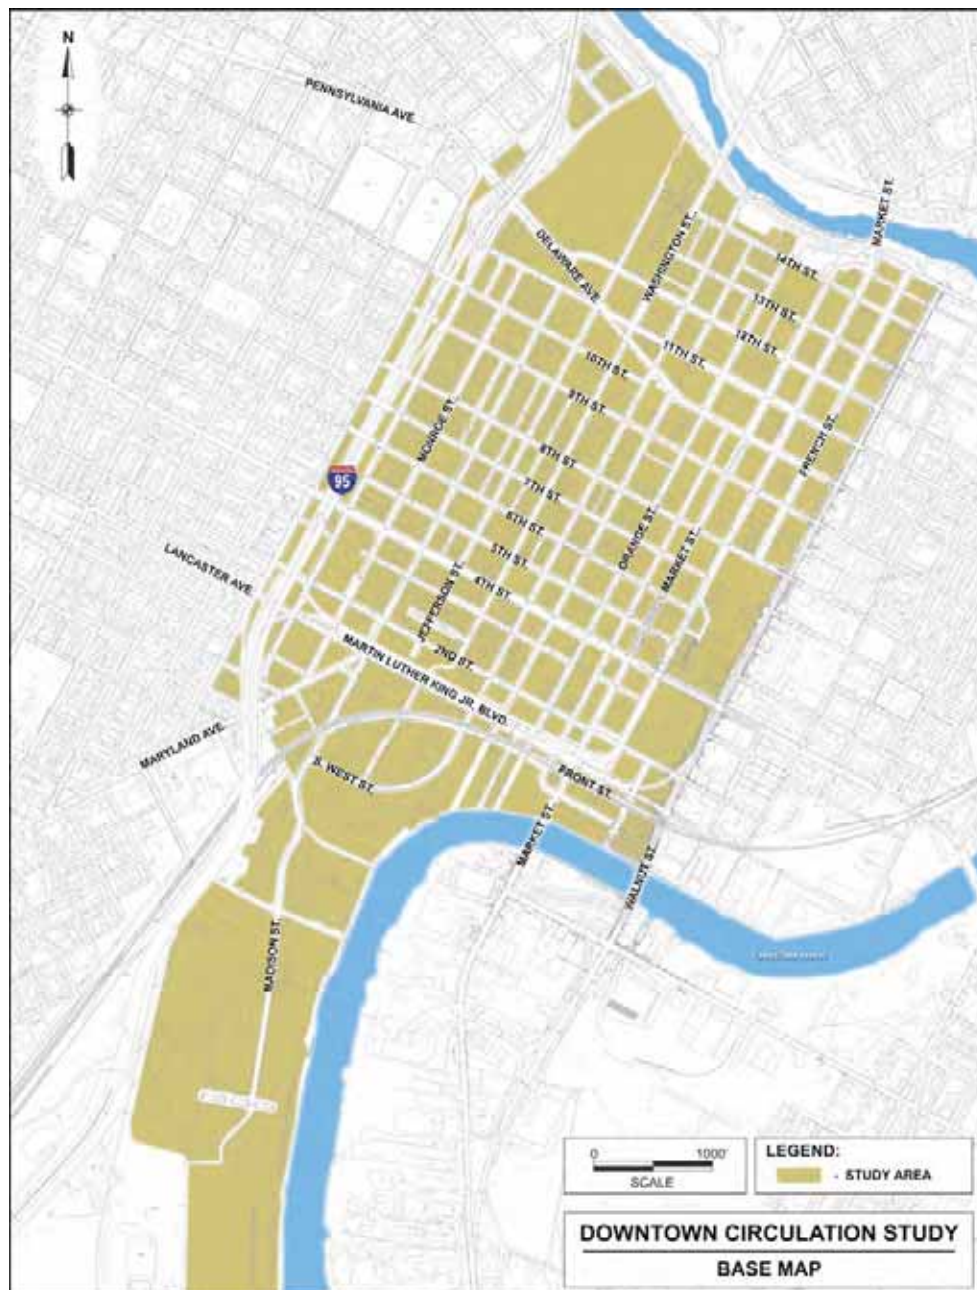 N
PENNSYLVANIA AVE.
MARKET ST.
WASHINGTON ST.
DELAWARE AVE.
14TH ST.
13TH ST.
12TH ST.
11TH ST.
10TH ST.
9TH ST.
MONROE ST.
FRENCH ST.
8TH ST.
95
7TH ST.
6TH ST.
ORANGE ST.
MARKET ST.
5TH ST.
4TH ST.
LANCASTER AVE.
JEFFERSON ST.
2ND ST.
MARTIN LUTHER KING JR. BLVD.
MARYLAND AVE.
S. WEST ST.
FRONT ST.
MARKET ST.
WALNUT ST.
MADISON ST.
0 1000'
SCALE
LEGEND:
- STUDY AREA
DOWNTOWN CIRCULATION STUDY
BASE MAP